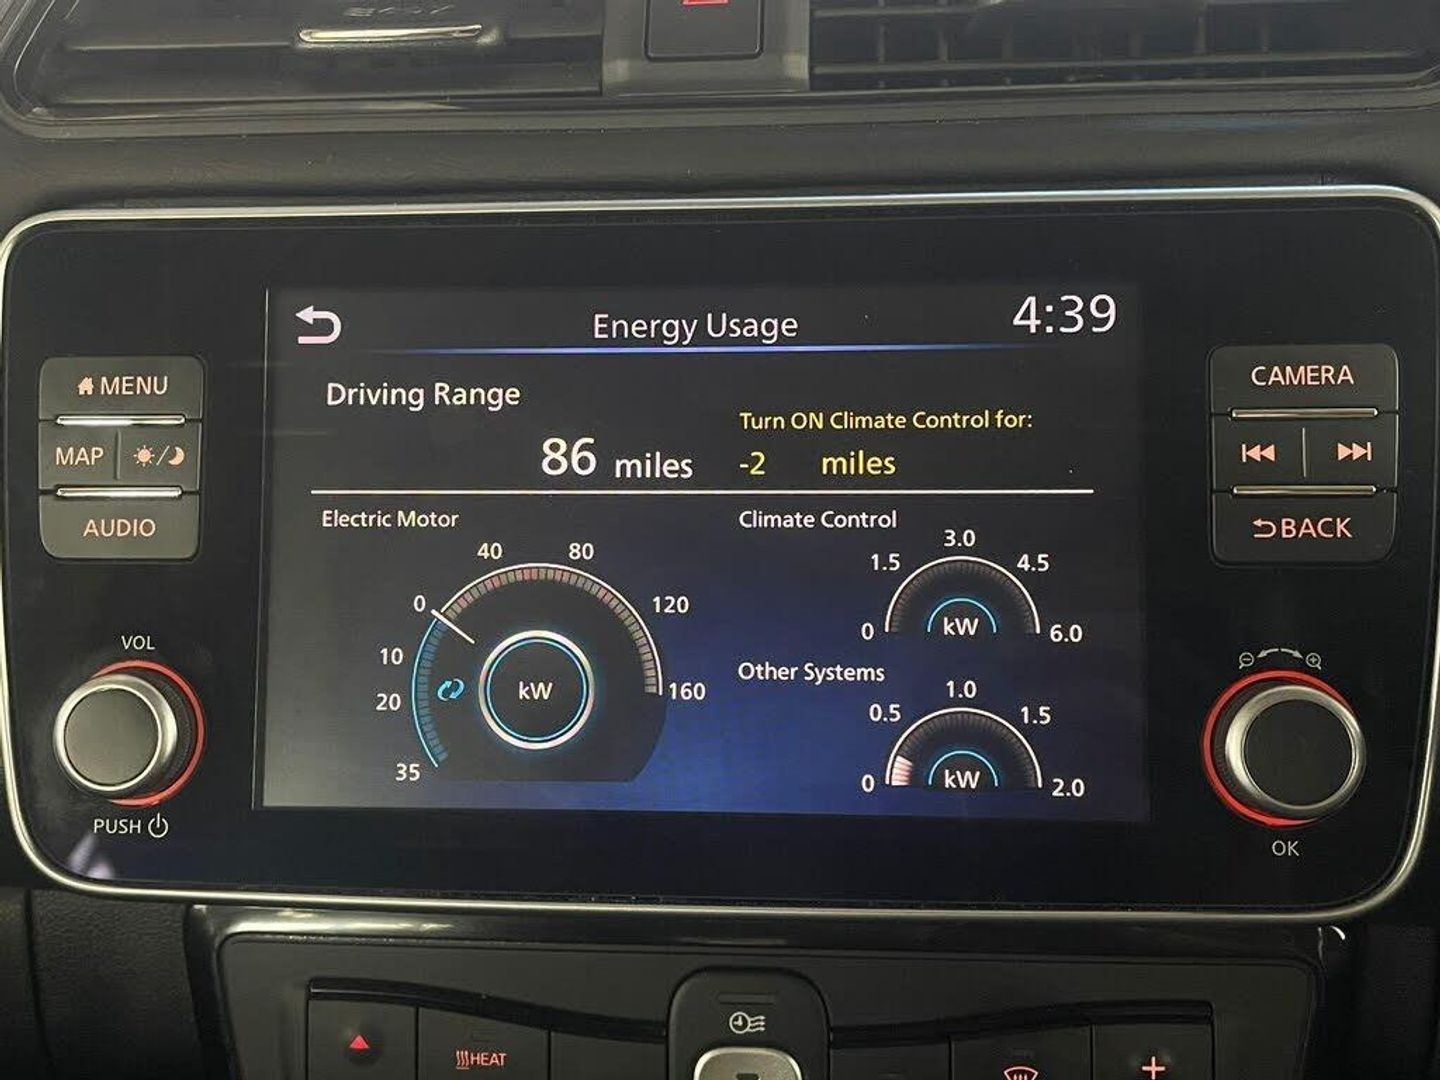 Energy Usage
4:39
MENU
MAP
AUDIO
VOL
PUSH
Driving Range
86 miles
Turn ON Climate Control for:
-2 miles
Electric Motor
0
40
80
120
160
10
20
35
kW
Climate Control
0
1.5
3.0
4.5
6.0
kW
Other Systems
0
0.5
1.0
1.5
2.0
kW
CAMERA
BACK
OK
HEAT
+